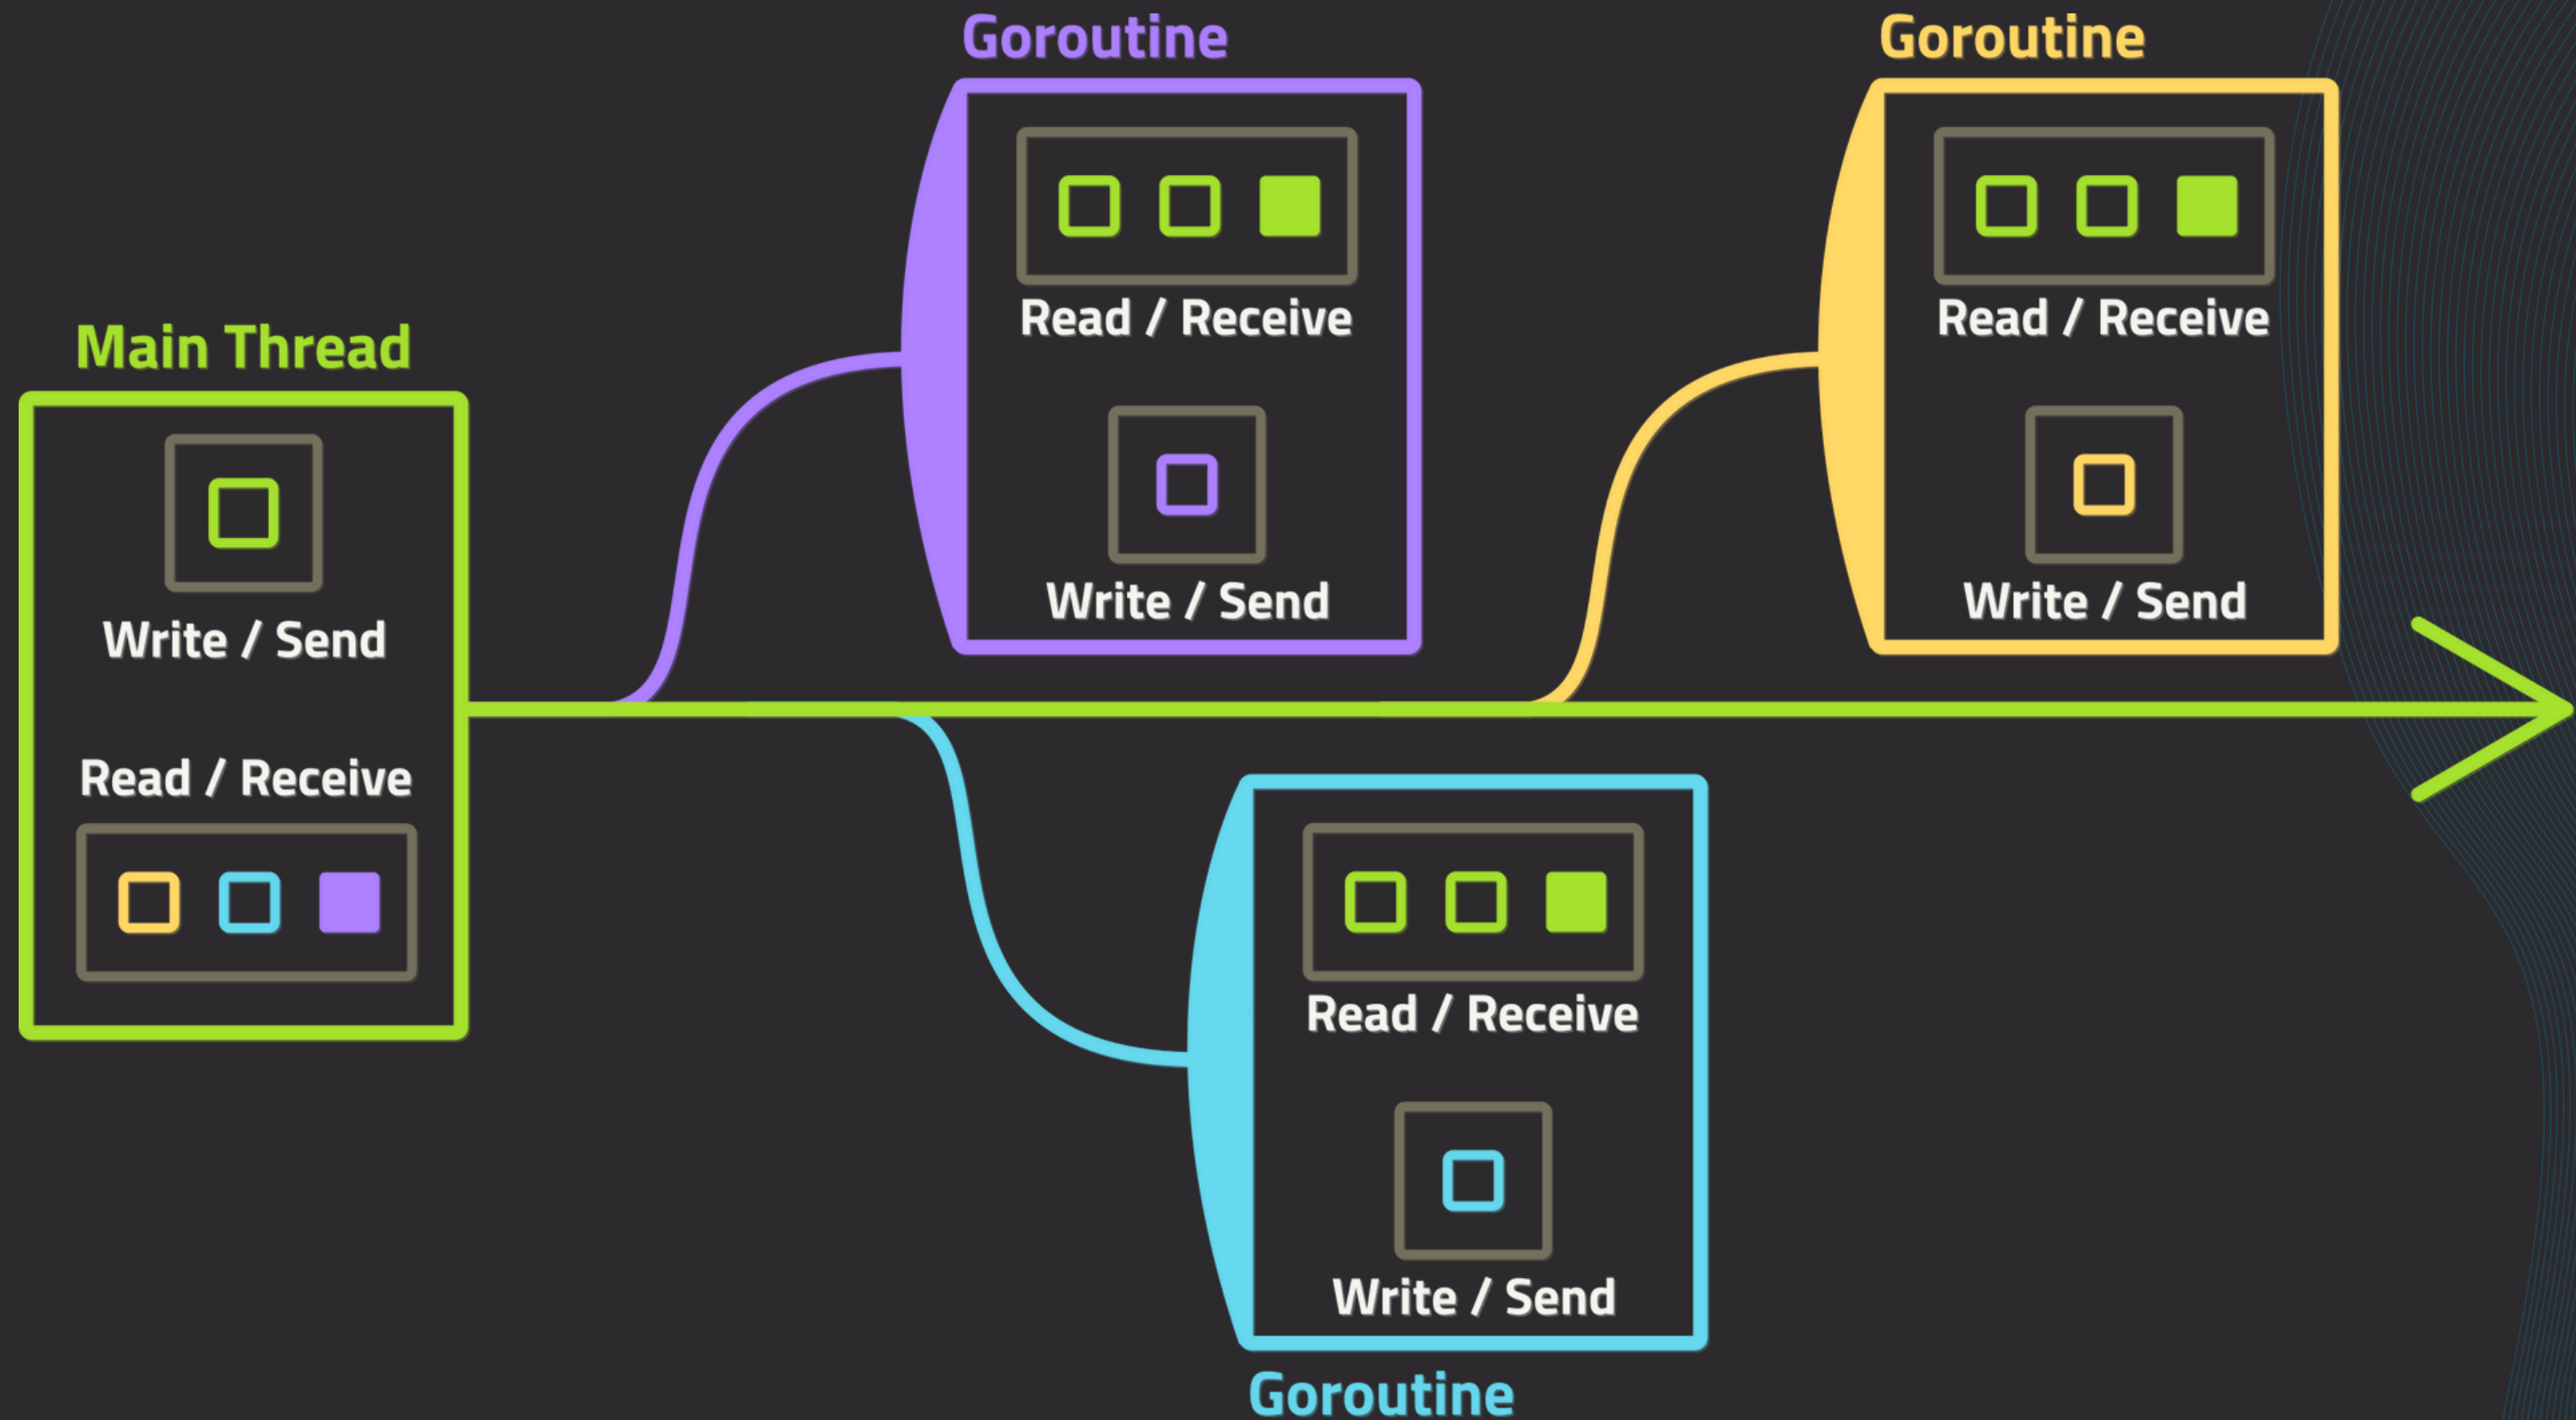 Main Thread
Write / Send
Read / Receive
Goroutine
Read / Receive
Write / Send
Goroutine
Read / Receive
Write / Send
Read / Receive
Write / Send
Goroutine